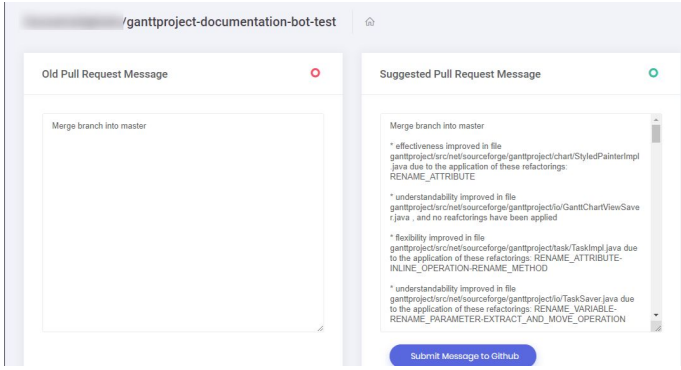 /ganttproject-documentation-bot-test
Old Pull Request Message
Merge branch into master
Suggested Pull Request Message
Merge branch into master
* effectiveness improved in file
ganttproject/src/net/sourceforge/ganttproject/chart/StyledPainterImpl
.java due to the application of these refactorings:
RENAME_ATTRIBUTE
* understandability improved in file
ganttproject/src/net/sourceforge/ganttproject/io/GanttChartViewSave
r.java , and no reafctorings have been applied
* flexibility improved in file
ganttproject/src/net/sourceforge/ganttproject/task/TaskImpl.java due
to the application of these refactorings: RENAME_ATTRIBUTE-
INLINE_OPERATION-RENAME_METHOD
* understandability improved in file
ganttproject/src/net/sourceforge/ganttproject/io/TaskSaver.java due
to the application of these refactorings: RENAME_VARIABLE-
RENAME_PARAMETER-EXTRACT_AND_MOVE_OPERATION
Submit Message to Github